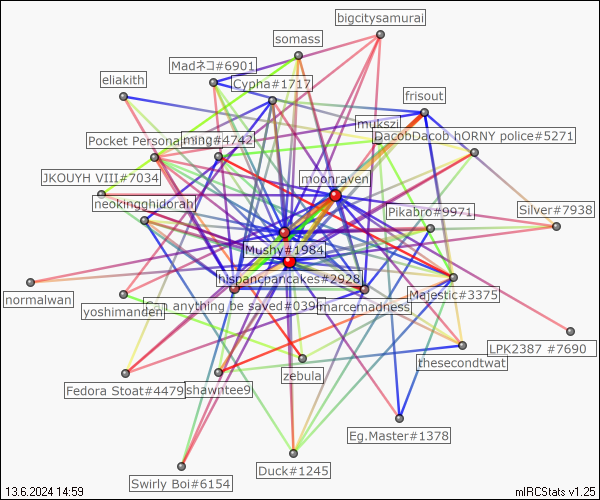 bigcitysamurai
somass
Madネコ#6901
eliakith
Cypha#1717
frisout
mukszi
DacobDacob hORNY police#5271
Pocket Persona
ming#4742
JKOUYH VIII#7034
moonraven
neokingghidorah
Pikabro#9971
Silver#7938
Mushy#1984
hispancpancakes#2928
normalwan
yoshimanden
an anything be saved#039
marcemadness
Majestic#3375
LPK2387 #7690
thesecondtwat
zebula
Fedora Stoat#4479
shawntee9
Eg.Master#1378
Duck#1245
Swirly Boi#6154
13.6.2024 14:59
mIRCStats v1.25